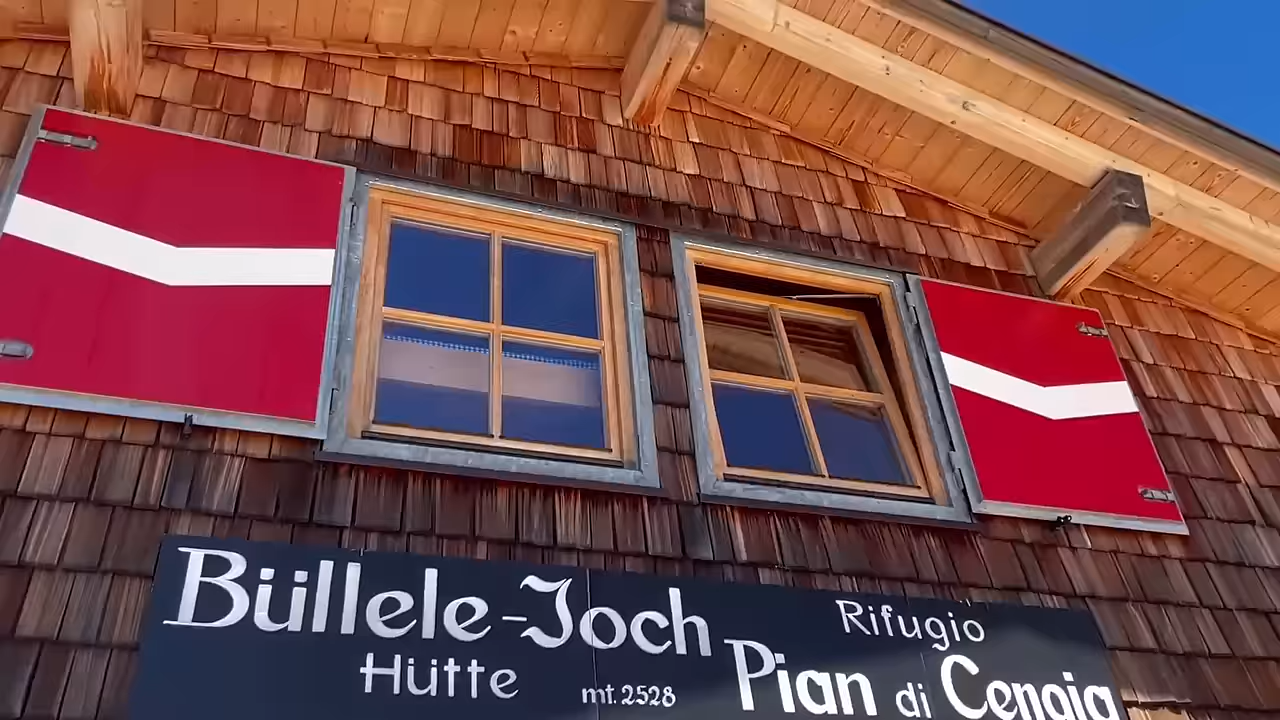 Büllele-Joch
Hütte
mt. 2528
Rifugio
Pian di Cengia